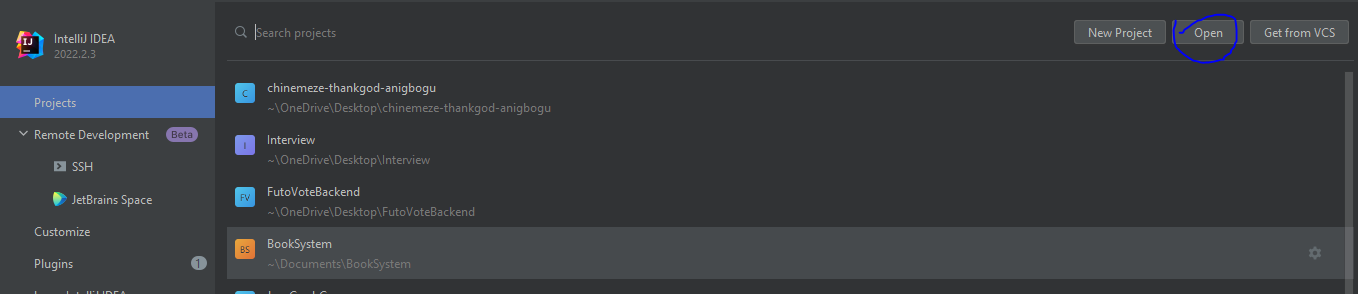 IntelliJ IDEA
2022.2.3
Search projects
New Project
Open
Get from VCS
Projects
Remote Development Beta
SSH
JetBrains Space
Customize
Plugins 1
C chinemeze-thankgod-anigbogu
~\OneDrive\Desktop\chinemeze-thankgod-anigbogu
I Interview
~\OneDrive\Desktop\Interview
FV FutoVoteBackend
~\OneDrive\Desktop\FutoVoteBackend
BS BookSystem
~\Documents\BookSystem